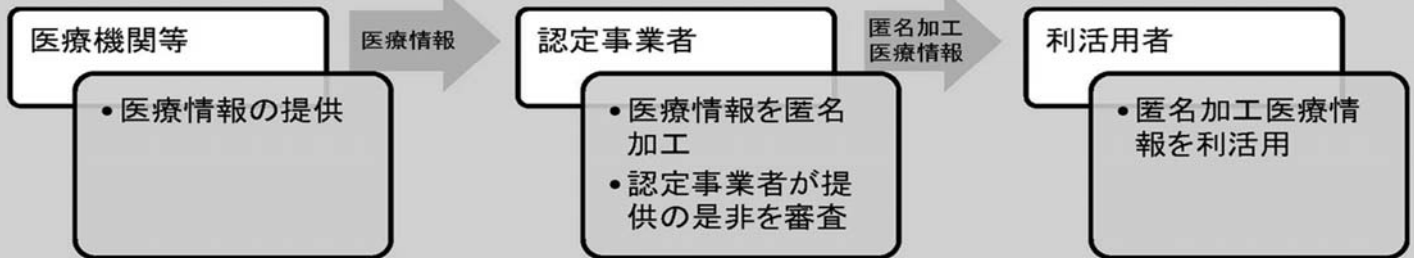 医療機関等
・医療情報の提供
医療情報
認定事業者
・医療情報を匿名
加工
・認定事業者が提
供の是非を審査
匿名加工
医療情報
利活用者
・匿名加工医療情
報を利活用